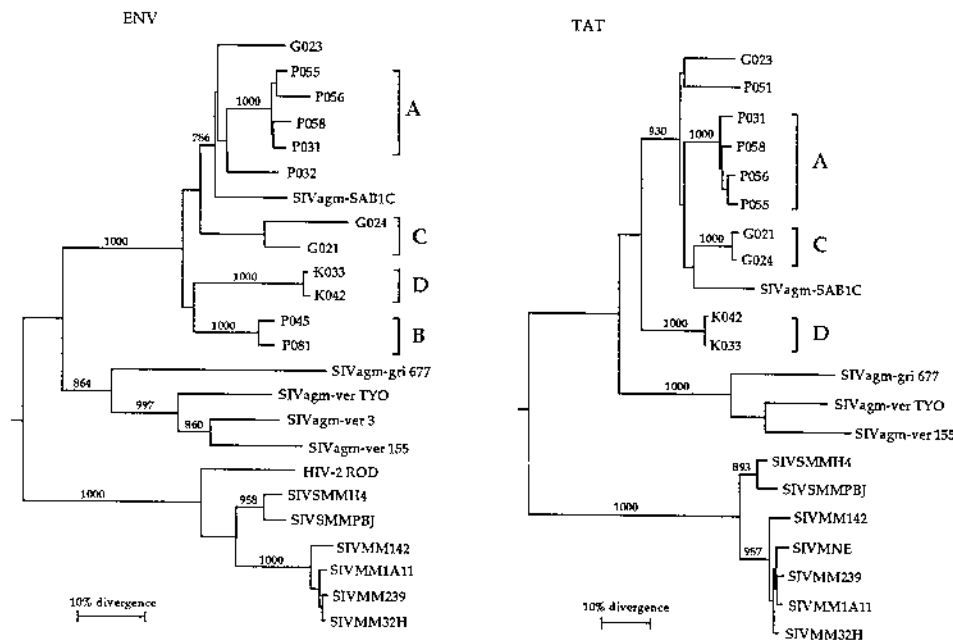 ENV
G023
P055
P056
1000
P058
A
P031
786
P032
SIVagm-SAB1C
G024
C
G021
1000
K033
1000
D
K042
P045
1000
B
P081
SIVagm-gri 677
864
SIVagm-ver TYO
997
SIVagm-ver 3
860
SIVagm-ver 155
HIV-2 ROD
1000
SIVSMMH4
958
SIVSMMPBJ
SIVMM142
1000
SIVMM1A11
SIVMM239
10% divergence
SIVMM32H
TAT
G023
P051
P031
930
1000
P058
A
P056
P055
G021
1000
C
G024
SIVagm-SAB1C
K042
1000
D
K033
SIVagm-gri 677
1000
SIVagm-ver TYO
SIVagm-ver 155
SIVSMMH4
893
SIVSMMPBJ
1000
SIVMM142
SIVMNE
957
SIVMM239
SIVMM1A11
10% divergence
SIVMM32H